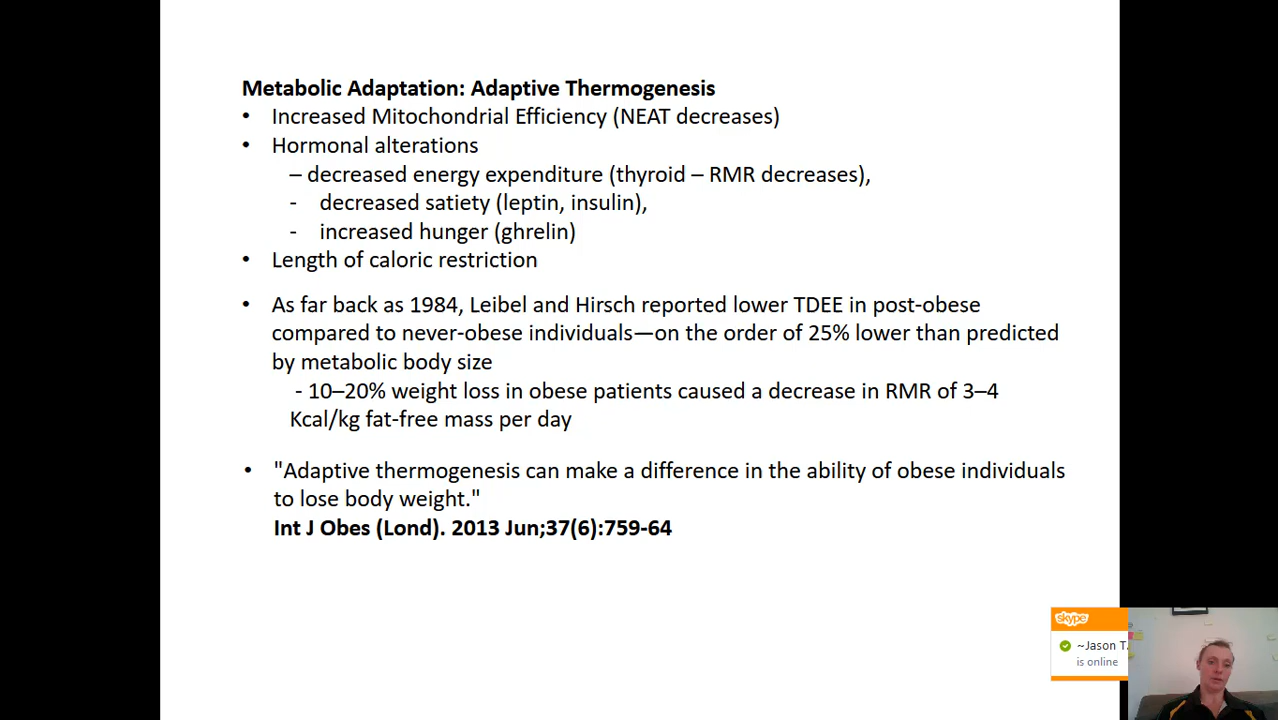 Metabolic Adaptation: Adaptive Thermogenesis
• Increased Mitochondrial Efficiency (NEAT decreases)
• Hormonal alterations
– decreased energy expenditure (thyroid – RMR decreases),
- decreased satiety (leptin, insulin),
- increased hunger (ghrelin)
• Length of caloric restriction
• As far back as 1984, Leibel and Hirsch reported lower TDEE in post-obese
compared to never-obese individuals—on the order of 25% lower than predicted
by metabolic body size
- 10–20% weight loss in obese patients caused a decrease in RMR of 3–4
Kcal/kg fat-free mass per day
• "Adaptive thermogenesis can make a difference in the ability of obese individuals
to lose body weight."
Int J Obes (Lond). 2013 Jun;37(6):759-64
skype
~Jason T.
is online